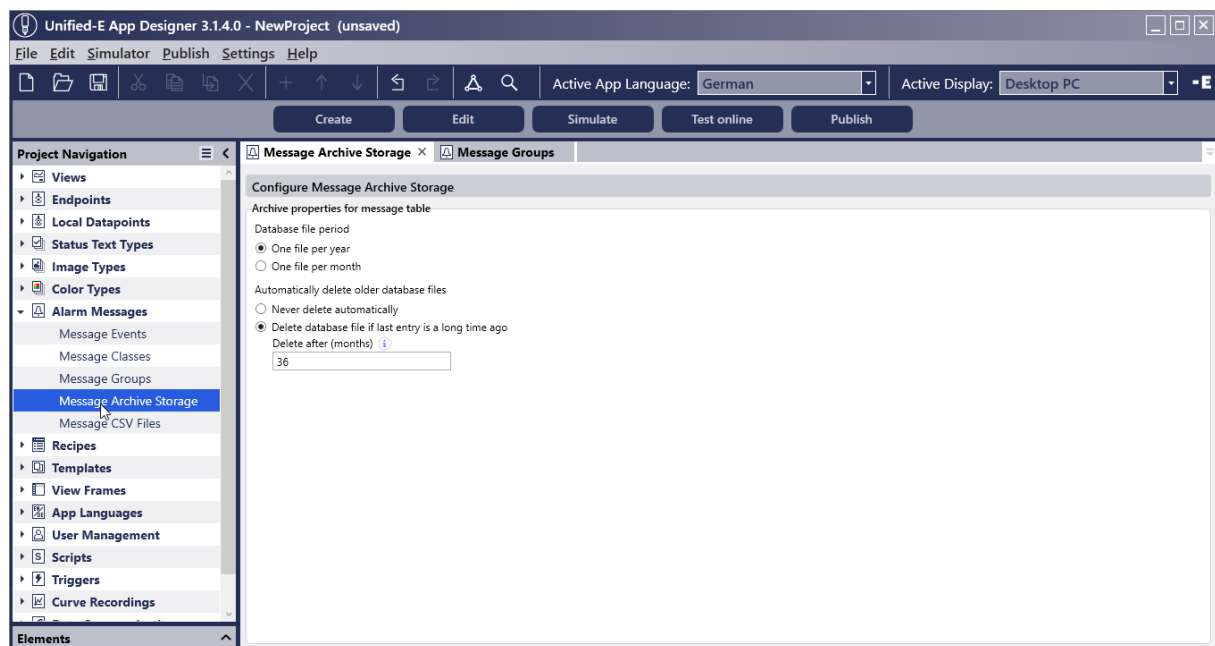 Unified-E App Designer 3.1.4.0 - NewProject (unsaved)
File Edit Simulator Publish Settings Help
Active App Language: German Active Display: Desktop PC -E
Create Edit Simulate Test online Publish
Project Navigation
Views
Endpoints
Local Datapoints
Status Text Types
Image Types
Color Types
Alarm Messages
Message Events
Message Classes
Message Groups
Message Archive Storage
Message CSV Files
Recipes
Templates
View Frames
App Languages
User Management
Scripts
Triggers
Curve Recordings
Elements
Message Archive Storage Message Groups
Configure Message Archive Storage
Archive properties for message table
Database file period
One file per year
One file per month
Automatically delete older database files
Never delete automatically
Delete database file if last entry is a long time ago
Delete after (months)
36